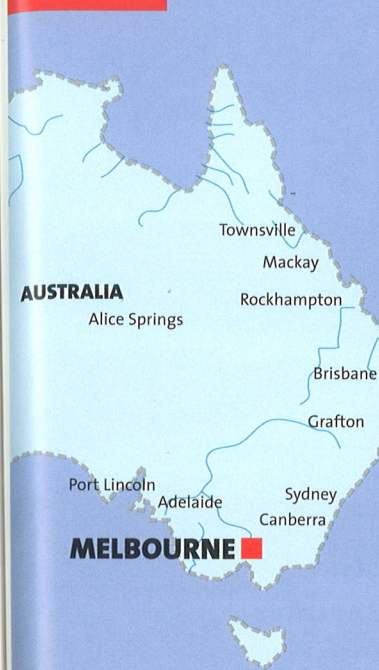 Townsville
Mackay
AUSTRALIA
Rockhampton
Alice Springs
Brisbane
Grafton
Port Lincoln
Sydney
Adelaide
Canberra
MELBOURNE